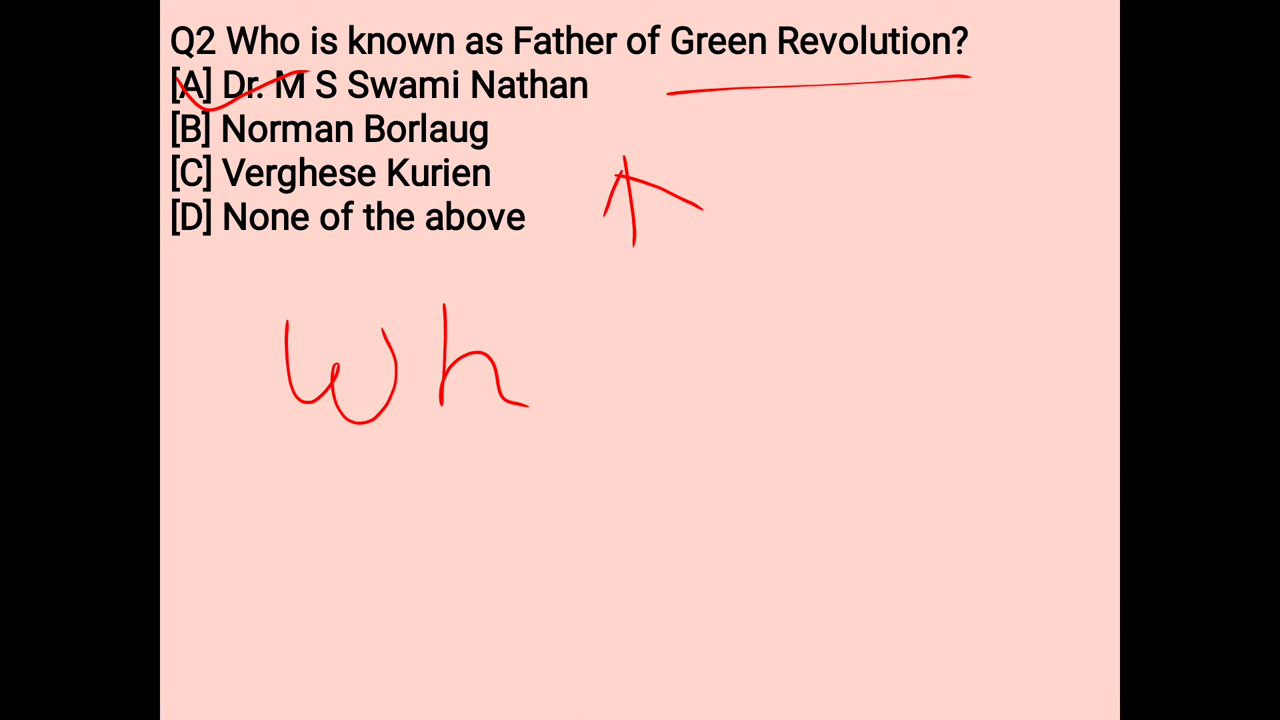 Q2 Who is known as Father of Green Revolution?
[A] Dr. M S Swami Nathan
[B] Norman Borlaug
[C] Verghese Kurien
[D] None of the above
Wh